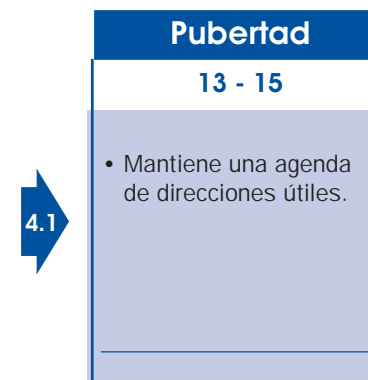 Pubertad
13 - 15
• Mantiene una agenda
de direcciones útiles.
4.1